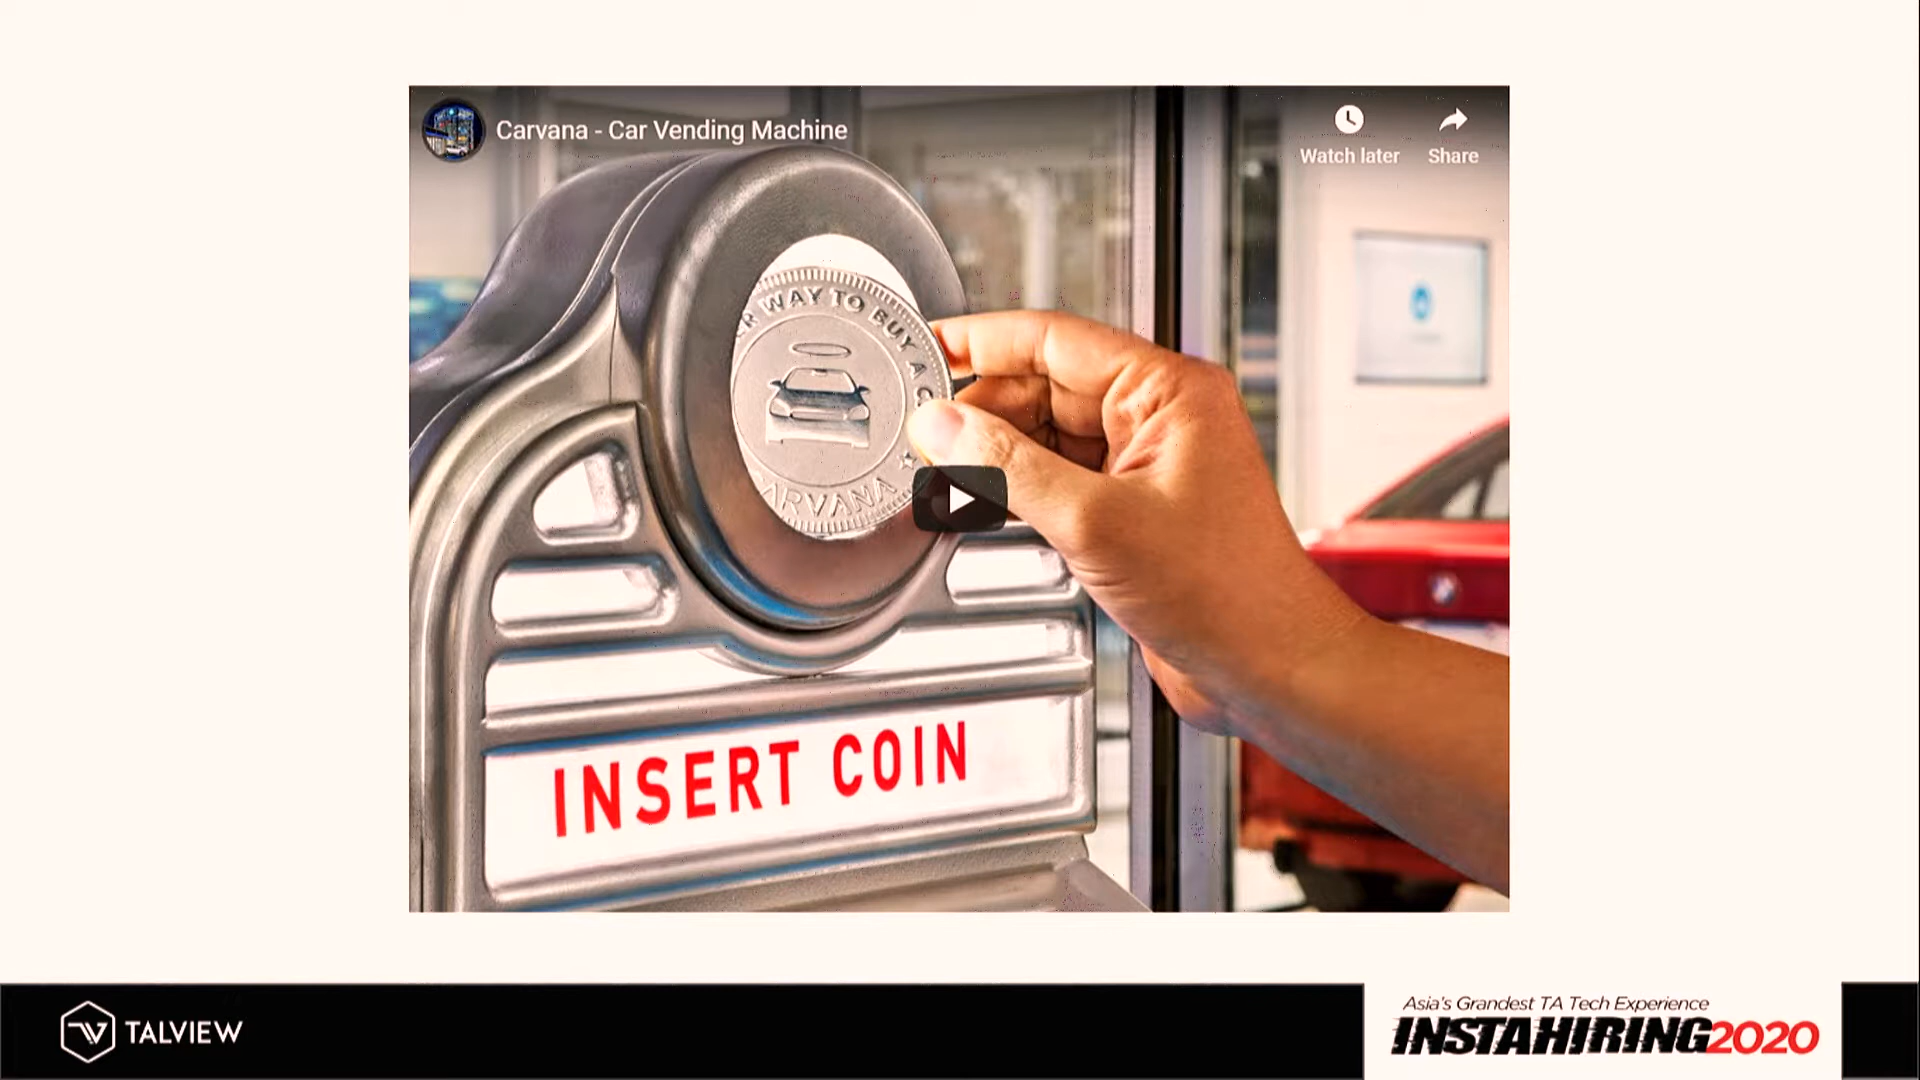 Carvana - Car Vending Machine
Watch later
Share
WAY TO BUY A
ARVANA
INSERT COIN
TALVIEW
Asia's Grandest TA Tech Experience
INSTAHIRING2020